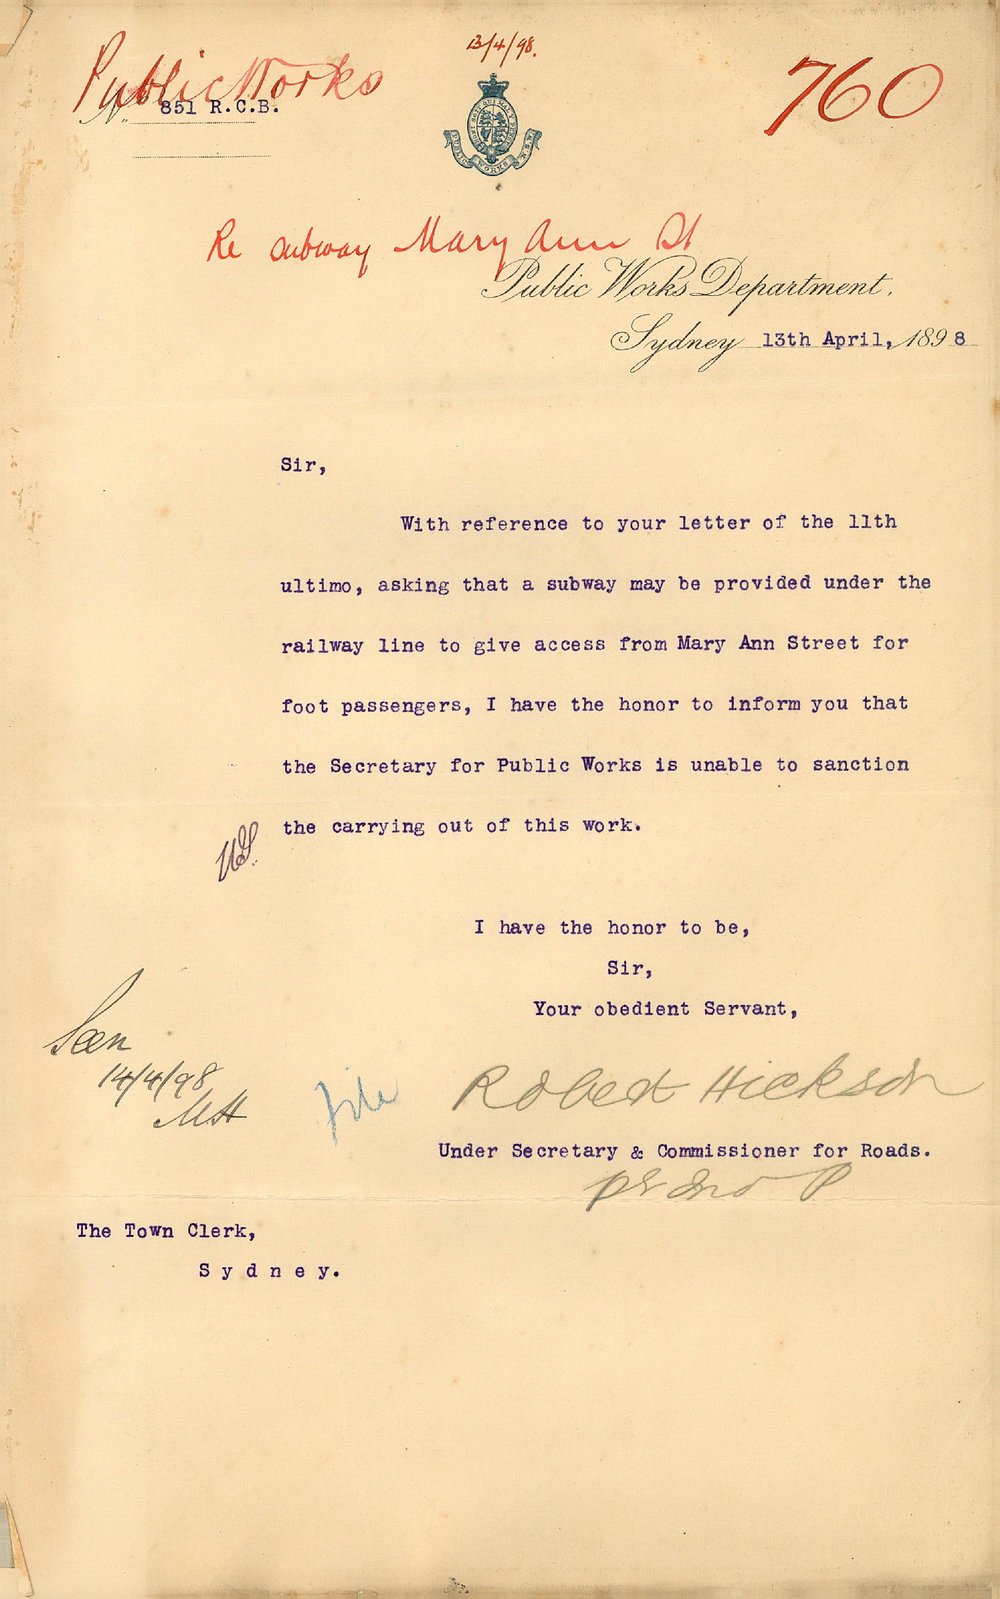 13/4/98.
Public Works
760
No. 851 R.C.B.
PUBLIC WORKS N.S.W.
Re subway Mary Ann St
Public Works Department.
Sydney 13th April, 1898
Sir,
With reference to your letter of the 11th
ultimo, asking that a subway may be provided under the
railway line to give access from Mary Ann Street for
foot passengers, I have the honor to inform you that
the Secretary for Public Works is unable to sanction
the carrying out of this work.
I have the honor to be,
Sir,
Your obedient Servant,
Seen
14/4/98
file
Robert Hickson
Under Secretary & Commissioner for Roads.
The Town Clerk,
Sydney.